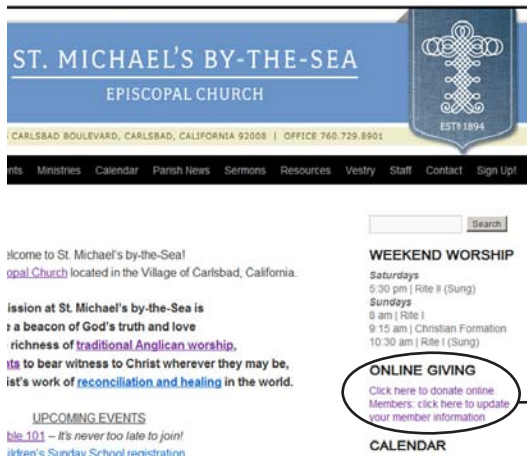 ST. MICHAEL'S BY-THE-SEA
EPISCOPAL CHURCH
ESTD 1894
CARLSBAD BOULEVARD, CARLSBAD, CALIFORNIA 92008 | OFFICE 760.729.8901
nts Ministries Calendar Parish News Sermons Resources Vestry Staff Contact Sign Up!
Search
elcome to St. Michael's by-the-Sea!
opal Church located in the Village of Carlsbad, California.
ission at St. Michael's by-the-Sea is
e a beacon of God's truth and love
richness of traditional Anglican worship,
nts to bear witness to Christ wherever they may be,
ist's work of reconciliation and healing in the world.
UPCOMING EVENTS
ble 101 – It's never too late to join!
ildren's Sunday School registration
WEEKEND WORSHIP
Saturdays
5:30 pm | Rite II (Sung)
Sundays
8 am | Rite I
9:15 am | Christian Formation
10:30 am | Rite I (Sung)
ONLINE GIVING
Click here to donate online.
Members: click here to update
your member information
CALENDAR